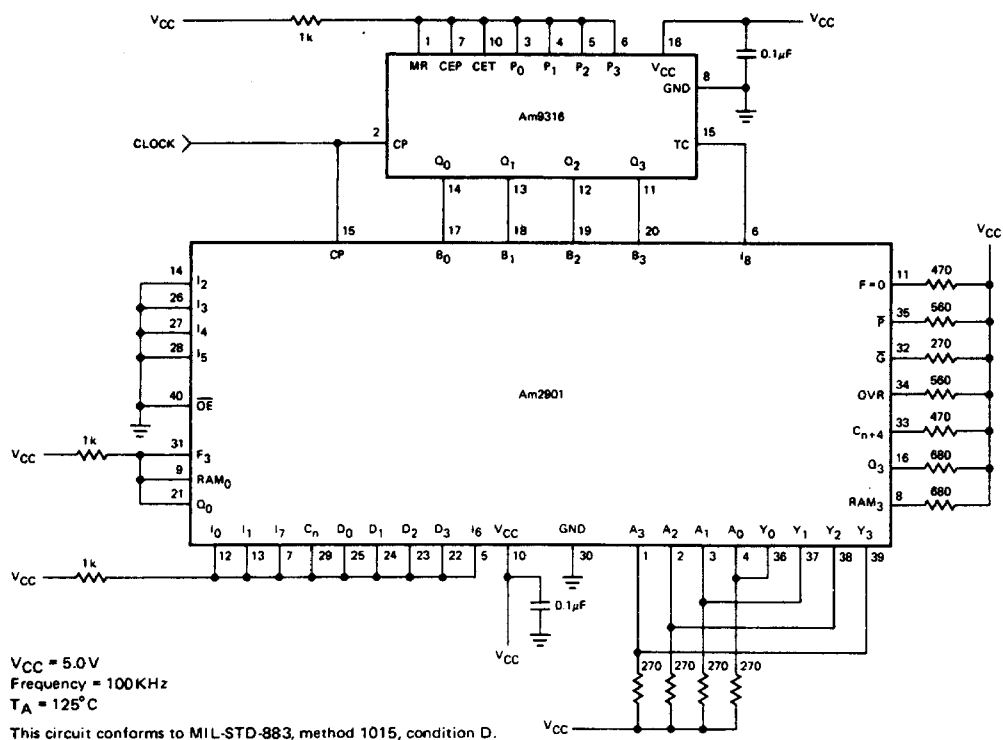 VCC 1k VCC
1 7 10 3 4 5 6 16
MR CEP CET P0 P1 P2 P3 VCC
0.1μF
GND 8
Am9316
CLOCK 2 CP TC 15
Q0 Q1 Q2 Q3
14 13 12 11
15 17 18 19 20 6
CP B0 B1 B2 B3 I8
VCC
14 I2
26 I3
27 I4
28 I5
40 OE
VCC 1k 31 F3
9 RAM0
21 Q0
Am2901
F=0 11 470
P 35 560
G 32 270
OVR 34 560
Cn+4 33 470
Q3 16 680
RAM3 8 680
I0 I1 I7 Cn D0 D1 D2 D3 I6 VCC GND A3 A2 A1 A0 Y0 Y1 Y2 Y3
12 13 7 29 25 24 23 22 5 10 30 1 2 3 4 36 37 38 39
VCC 1k
0.1μF
VCC
270 270 270 270
VCC
VCC = 5.0V
Frequency = 100KHz
TA = 125°C
This circuit conforms to MIL-STD-883, method 1015, condition D.